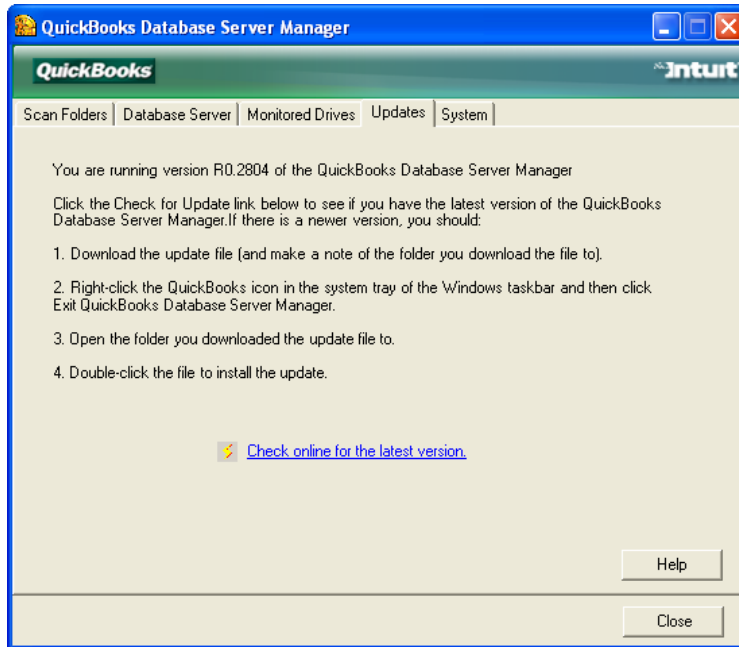 QuickBooks Database Server Manager
QuickBooks
Intuit
Scan Folders Database Server Monitored Drives Updates System
You are running version R0.2804 of the QuickBooks Database Server Manager
Click the Check for Update link below to see if you have the latest version of the QuickBooks
Database Server Manager.If there is a newer version, you should:
1. Download the update file (and make a note of the folder you download the file to).
2. Right-click the QuickBooks icon in the system tray of the Windows taskbar and then click
Exit QuickBooks Database Server Manager.
3. Open the folder you downloaded the update file to.
4. Double-click the file to install the update.
Check online for the latest version.
Help
Close